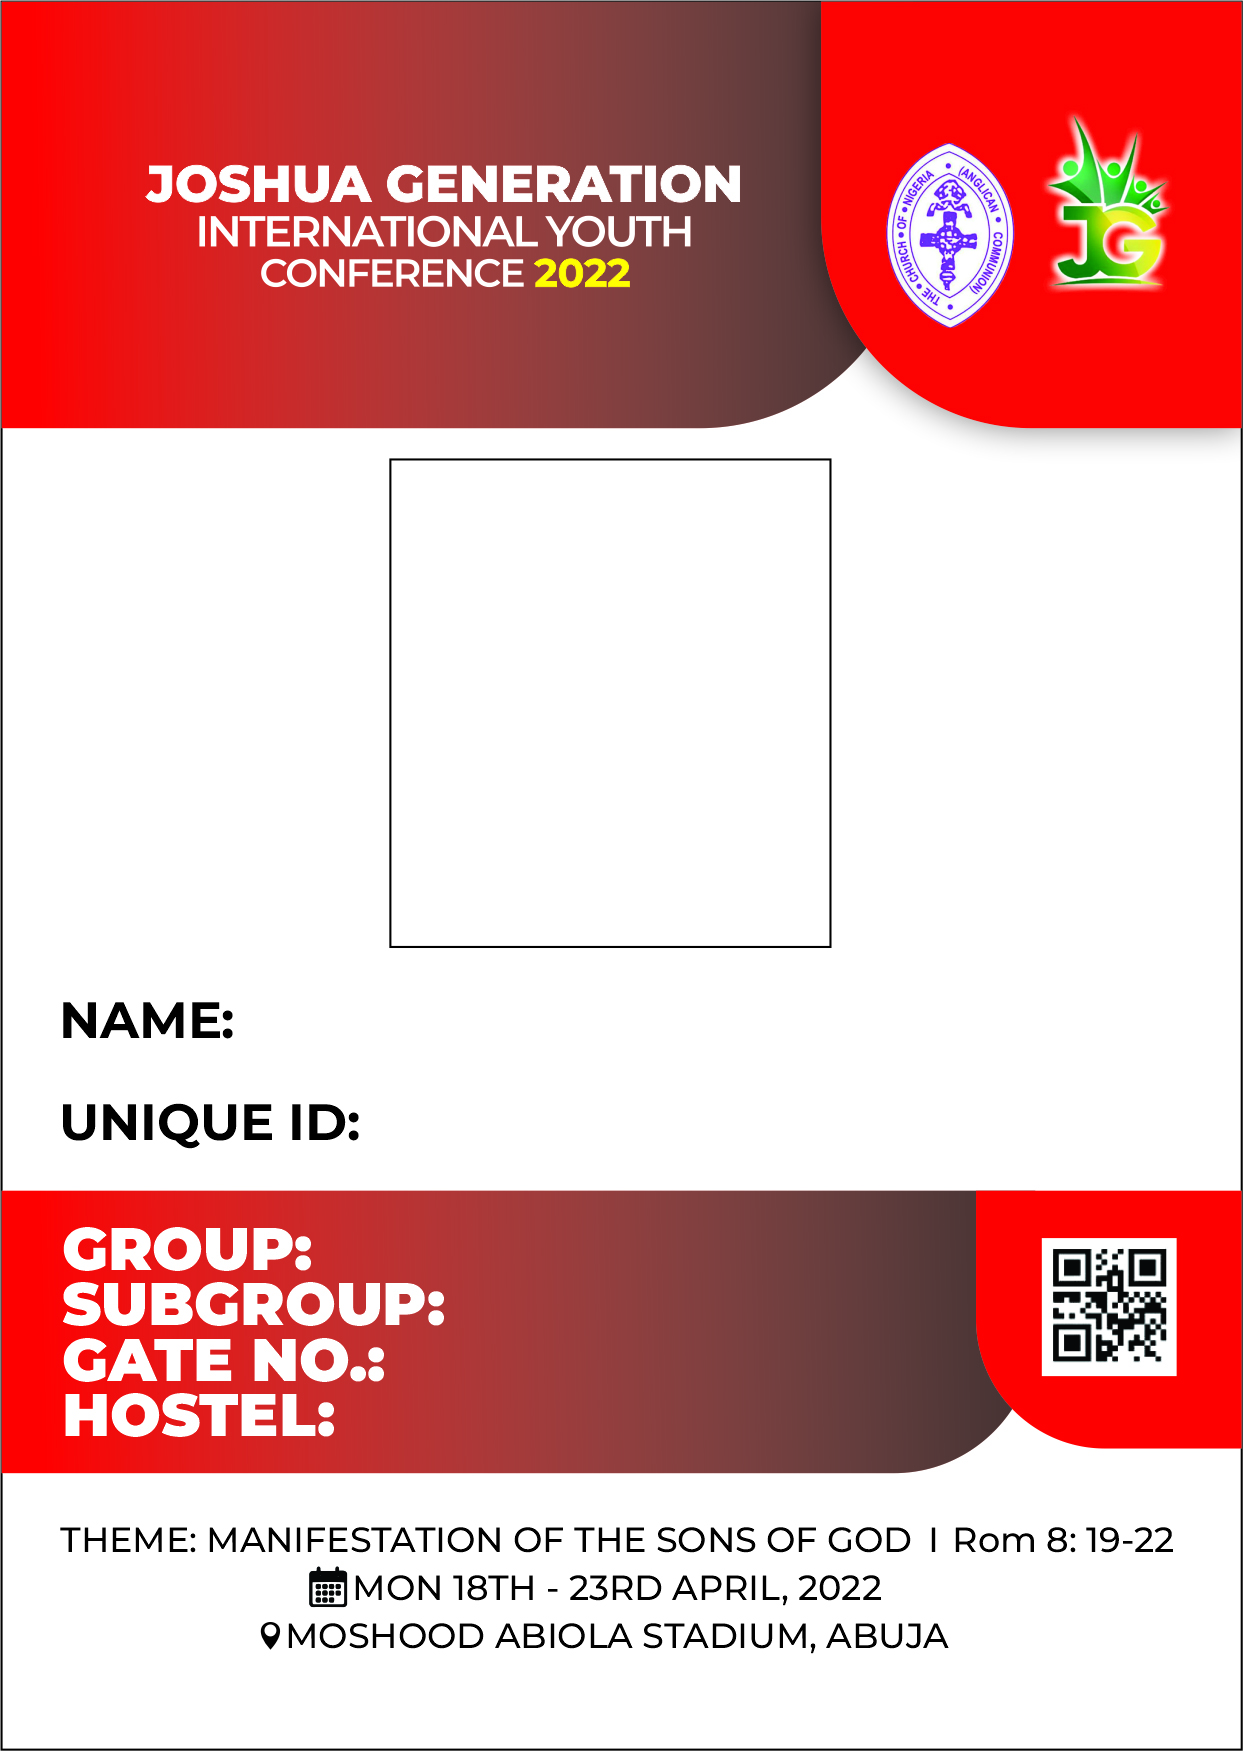 JOSHUA GENERATION
INTERNATIONAL YOUTH
CONFERENCE 2022
THE • CHURCH • OF • NIGERIA • (ANGLICAN • COMMUNION) •
JG
NAME:
UNIQUE ID:
GROUP:
SUBGROUP:
GATE NO.:
HOSTEL:
THEME: MANIFESTATION OF THE SONS OF GOD I Rom 8: 19-22
MON 18TH - 23RD APRIL, 2022
MOSHOOD ABIOLA STADIUM, ABUJA